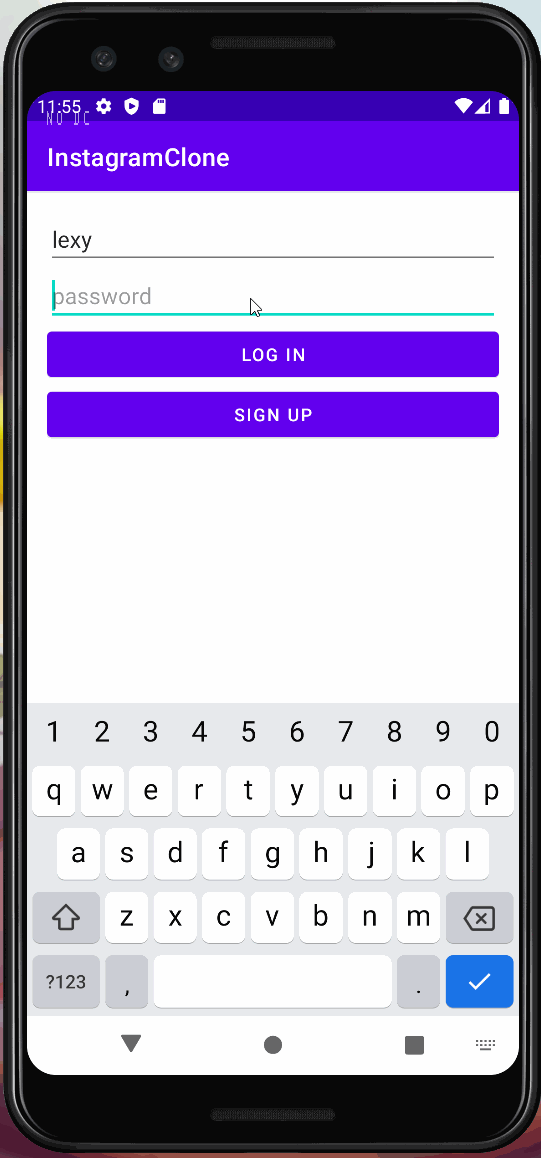 11:55
NO DC
InstagramClone
lexy
password
LOG IN
SIGN UP
1 2 3 4 5 6 7 8 9 0
q w e r t y u i o p
a s d f g h j k l
z x c v b n m
?123 , .